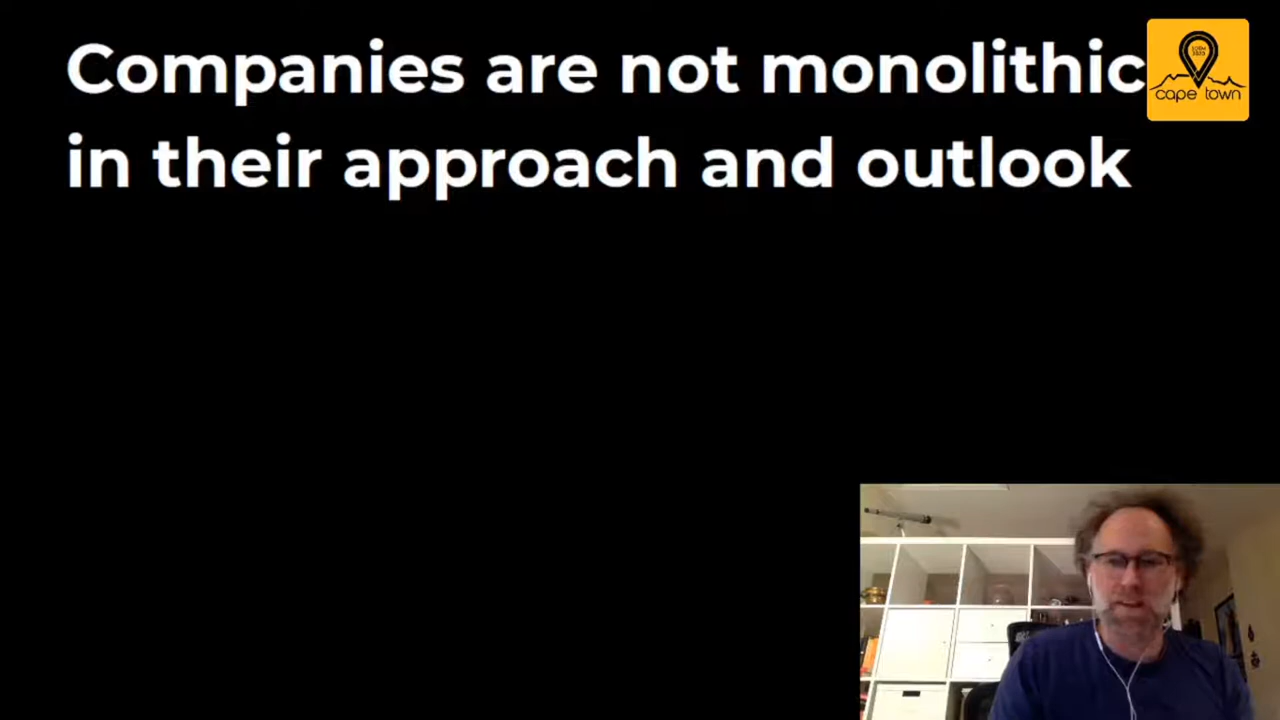 Companies are not monolithic
in their approach and outlook
cape town